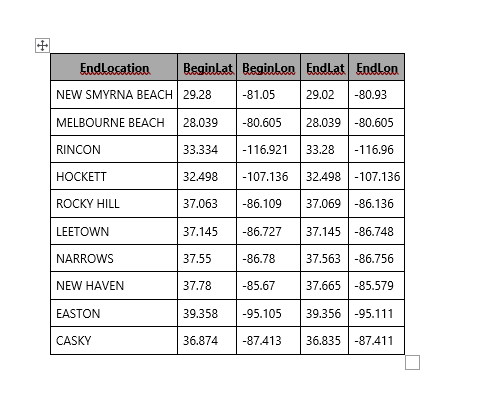 EndLocation BeginLat BeginLon EndLat EndLon
NEW SMYRNA BEACH 29.28 -81.05 29.02 -80.93
MELBOURNE BEACH 28.039 -80.605 28.039 -80.605
RINCON 33.334 -116.921 33.28 -116.96
HOCKETT 32.498 -107.136 32.498 -107.136
ROCKY HILL 37.063 -86.109 37.069 -86.136
LEETOWN 37.145 -86.727 37.145 -86.748
NARROWS 37.55 -86.78 37.563 -86.756
NEW HAVEN 37.78 -85.67 37.665 -85.579
EASTON 39.358 -95.105 39.356 -95.111
CASKY 36.874 -87.413 36.835 -87.411